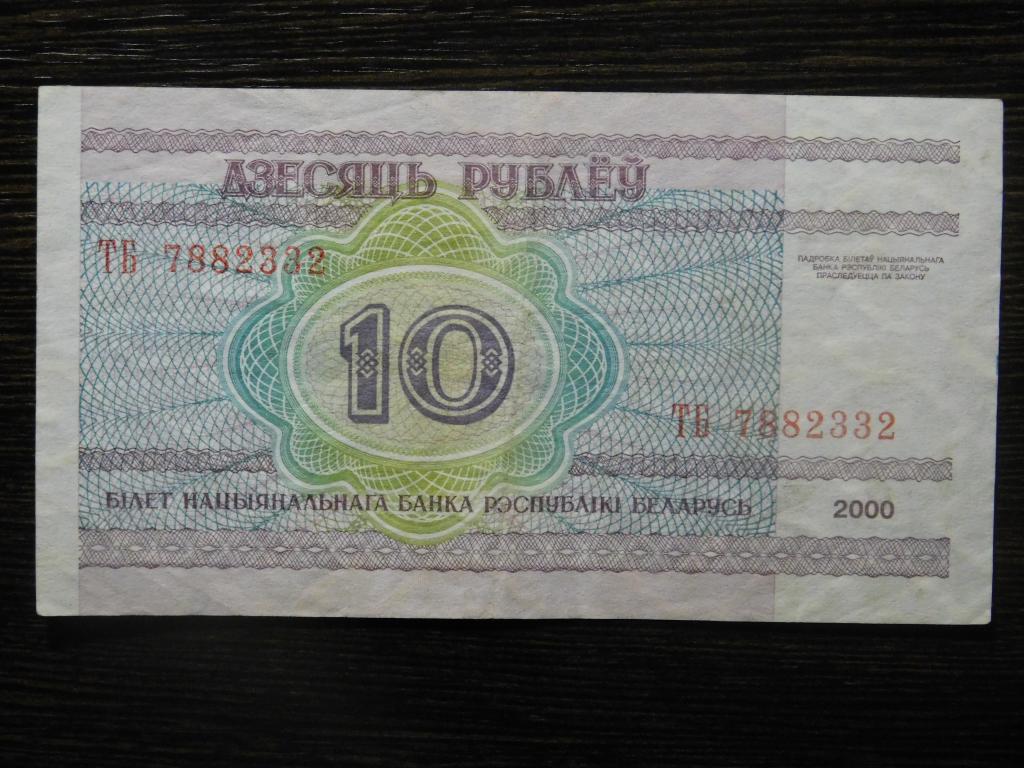 ДЗЕСЯЦЬ РУБЛЁЎ
ТБ 7882332
ПАДРОБКА БІЛЕТАЎ НАЦЫЯНАЛЬНАГА
БАНКА РЭСПУБЛІКІ БЕЛАРУСЬ
ПРАСЛЕДУЕЦЦА ПА ЗАКОНУ
10
ТБ 7882332
БІЛЕТ НАЦЫЯНАЛЬНАГА БАНКА РЭСПУБЛІКІ БЕЛАРУСЬ
2000